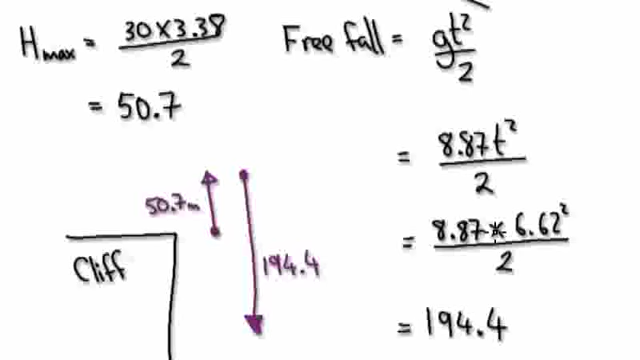 Hmax = 30 × 3.38 / 2
= 50.7
Free fall = gt² / 2
= 8.87t² / 2
= 8.87 * 6.62² / 2
= 194.4
50.7m
194.4
Cliff